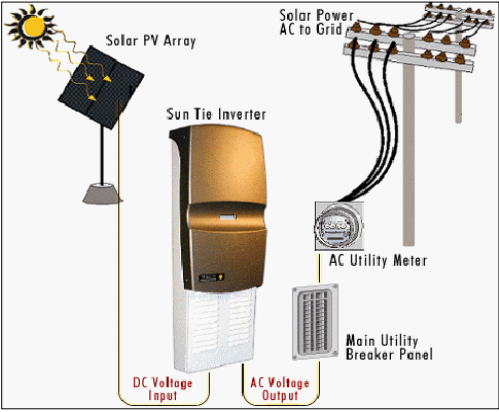 Solar PV Array
Solar Power
AC to Grid
Sun Tie Inverter
AC Utility Meter
Main Utility
Breaker Panel
DC Voltage
Input
AC Voltage
Output